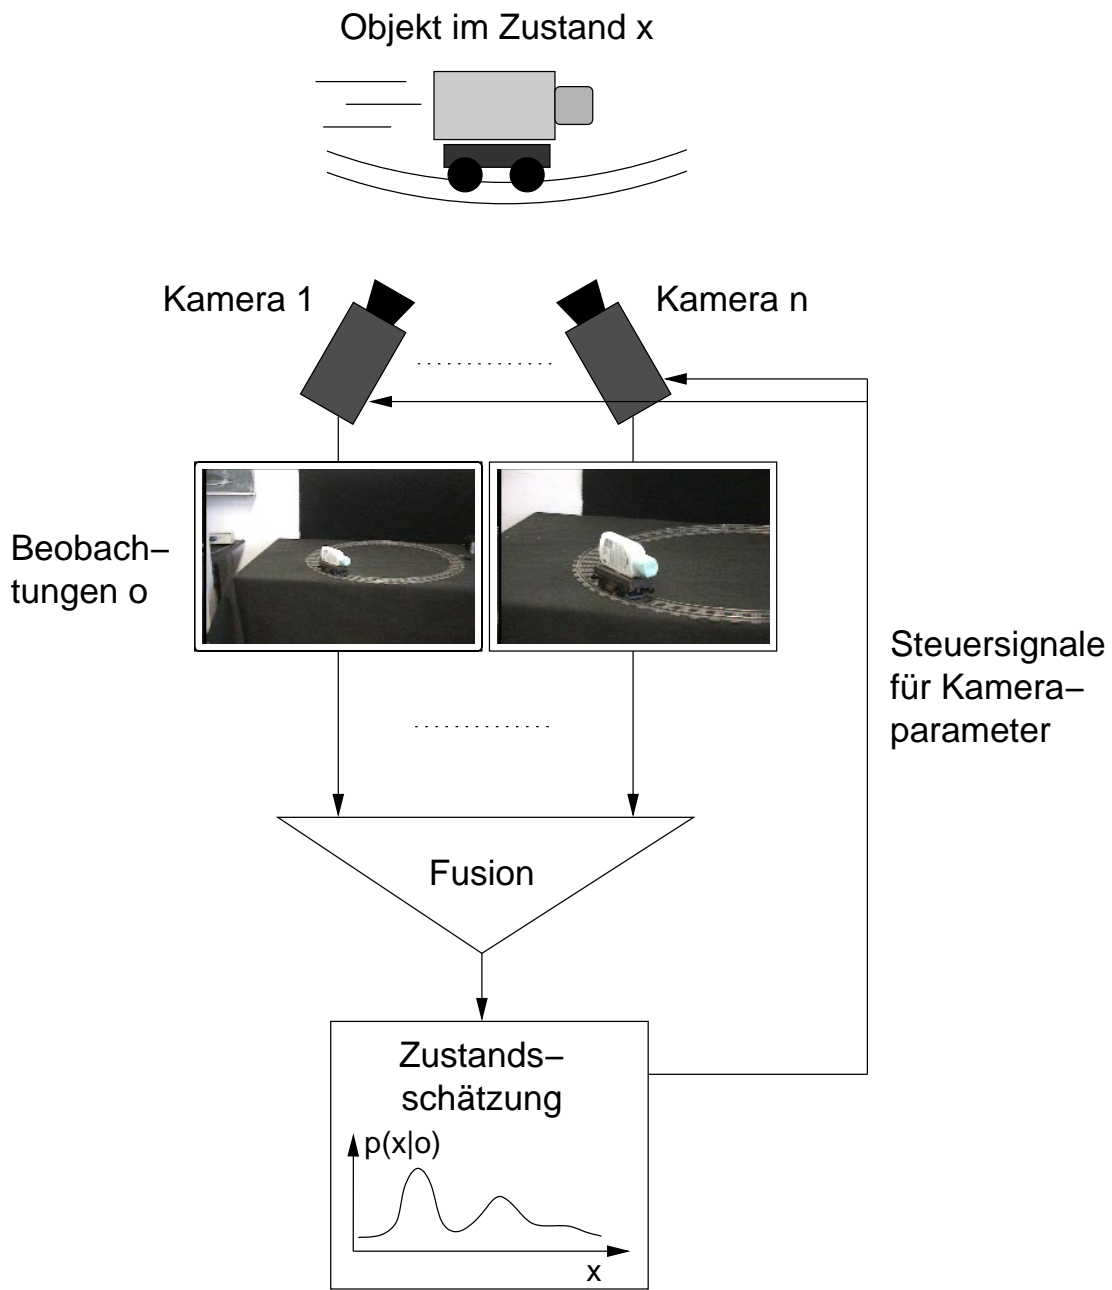 Objekt im Zustand x
Kamera 1
Kamera n
Beobach–
tungen o
Steuersignale
für Kamera–
parameter
Fusion
Zustands–
schätzung
p(x|o)
x